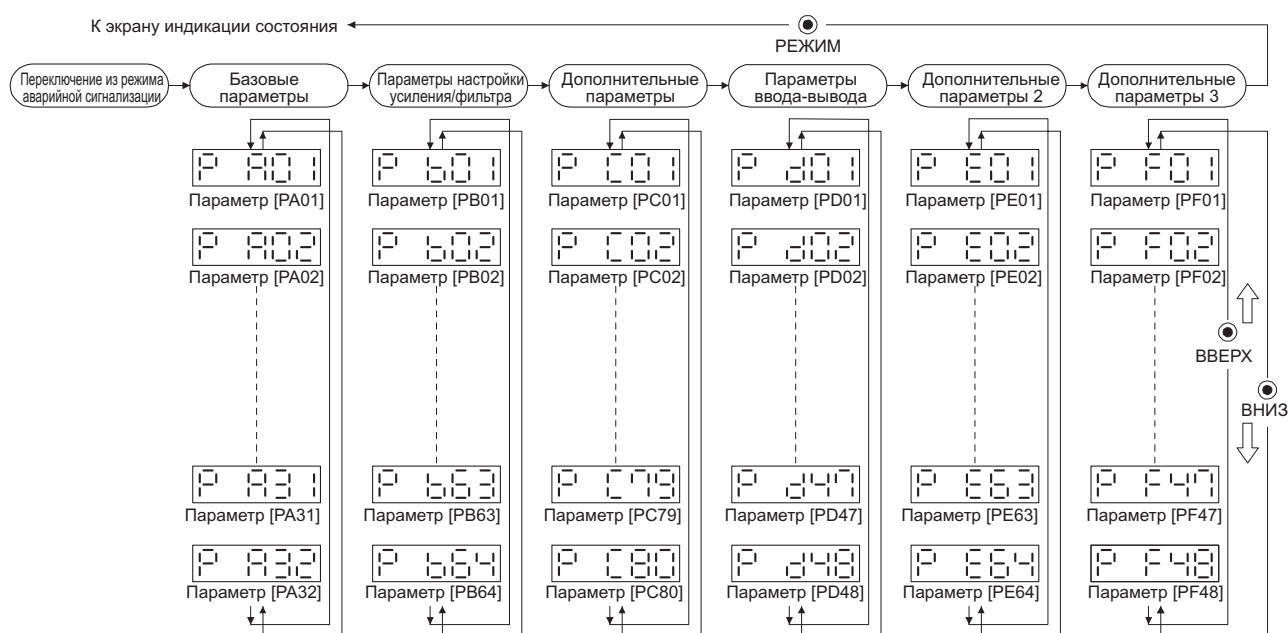 К экрану индикации состояния
РЕЖИМ
Переключение из режима аварийной сигнализации
Базовые параметры
Параметры настройки усиления/фильтра
Дополнительные параметры
Параметры ввода-вывода
Дополнительные параметры 2
Дополнительные параметры 3
P A01 P b01 P C01 P d01 P E01 P F01
Параметр [PA01] Параметр [PB01] Параметр [PC01] Параметр [PD01] Параметр [PE01] Параметр [PF01]
P A02 P b02 P C02 P d02 P E02 P F02
Параметр [PA02] Параметр [PB02] Параметр [PC02] Параметр [PD02] Параметр [PE02] Параметр [PF02]
ВВЕРХ
ВНИЗ
P A31 P b63 P C79 P d47 P E63 P F47
Параметр [PA31] Параметр [PB63] Параметр [PC79] Параметр [PD47] Параметр [PE63] Параметр [PF47]
P A32 P b64 P C80 P d48 P E64 P F48
Параметр [PA32] Параметр [PB64] Параметр [PC80] Параметр [PD48] Параметр [PE64] Параметр [PF48]